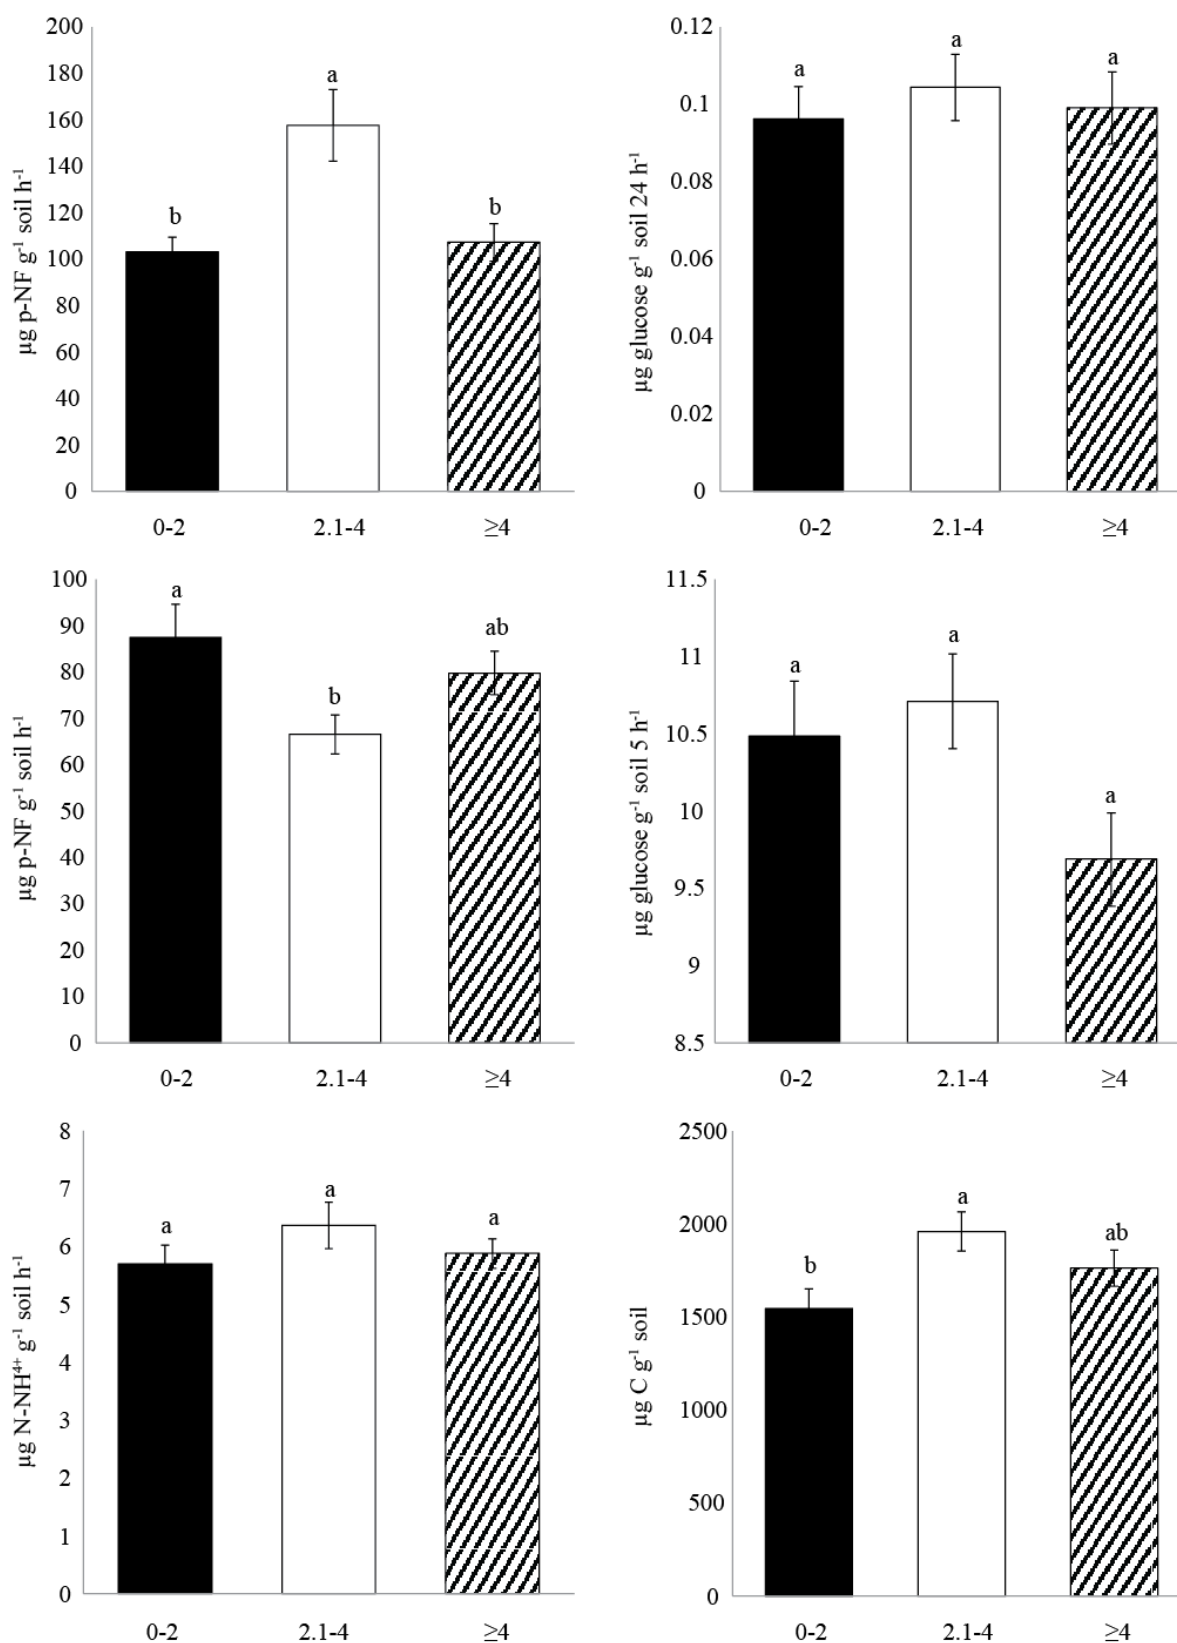 200
180
160
140
120
100
80
60
40
20
0
µg p-NF g⁻¹ soil h⁻¹
b
a
b
0-2
2.1-4
≥4
0.12
0.1
0.08
0.06
0.04
0.02
0
µg glucose g⁻¹ soil 24 h⁻¹
a
a
a
0-2
2.1-4
≥4
100
90
80
70
60
50
40
30
20
10
0
µg p-NF g⁻¹ soil h⁻¹
a
b
ab
0-2
2.1-4
≥4
11.5
11
10.5
10
9.5
9
8.5
µg glucose g⁻¹ soil 5 h⁻¹
a
a
a
0-2
2.1-4
≥4
8
7
6
5
4
3
2
1
0
µg N-NH⁴⁺ g⁻¹ soil h⁻¹
a
a
a
0-2
2.1-4
≥4
2500
2000
1500
1000
500
0
µg C g⁻¹ soil
b
a
ab
0-2
2.1-4
≥4